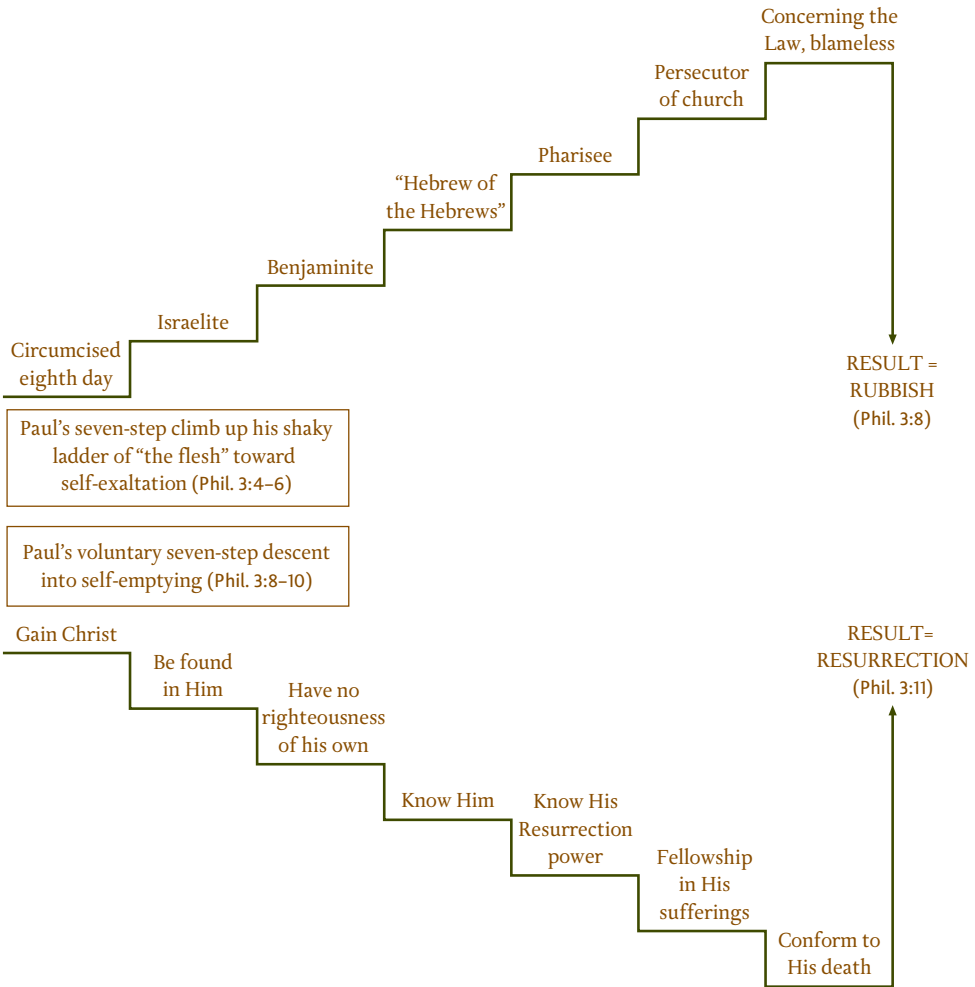 Concerning the
Law, blameless
Persecutor
of church
Pharisee
“Hebrew of
the Hebrews”
Benjaminite
Israelite
Circumcised
eighth day
RESULT =
RUBBISH
(Phil. 3:8)
Paul’s seven-step climb up his shaky
ladder of “the flesh” toward
self-exaltation (Phil. 3:4–6)
Paul’s voluntary seven-step descent
into self-emptying (Phil. 3:8–10)
Gain Christ
Be found
in Him
Have no
righteousness
of his own
Know Him
Know His
Resurrection
power
Fellowship
in His
sufferings
Conform to
His death
RESULT=
RESURRECTION
(Phil. 3:11)